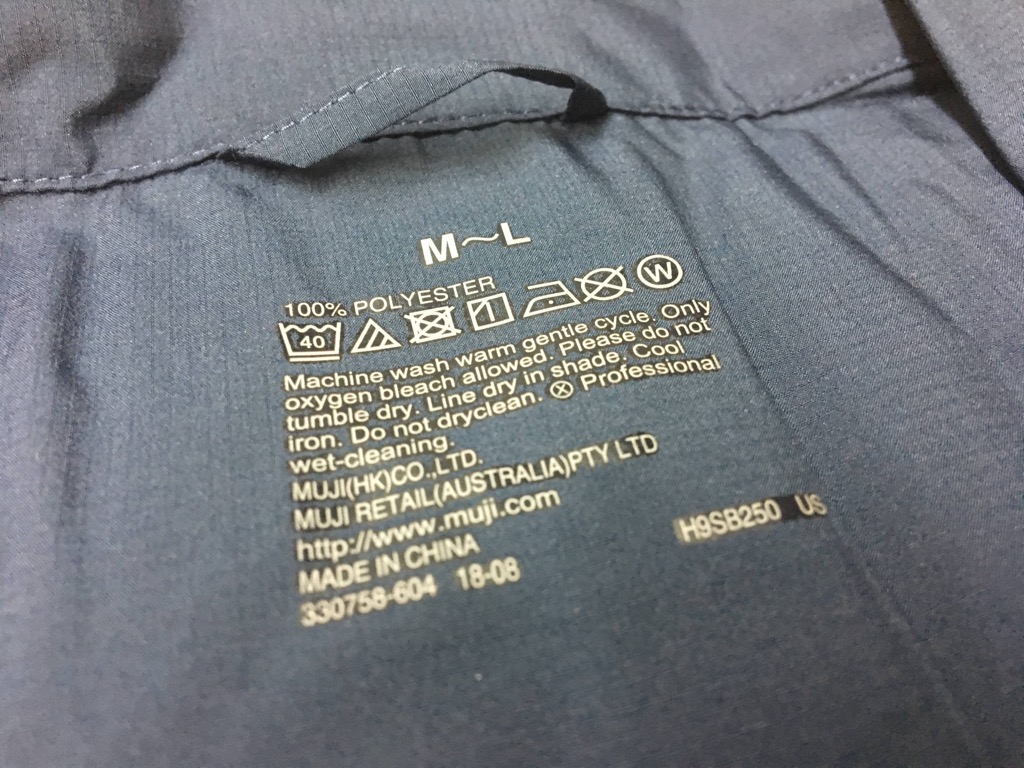 M~L
100% POLYESTER
40 W
Machine wash warm gentle cycle. Only
oxygen bleach allowed. Please do not
tumble dry. Line dry in shade. Cool
iron. Do not dryclean. ⓧ Professional
wet-cleaning.
MUJI(HK)CO.,LTD.
MUJI RETAIL(AUSTRALIA)PTY LTD
http://www.muji.com
MADE IN CHINA
330758-604 18-08
H9SB250 US